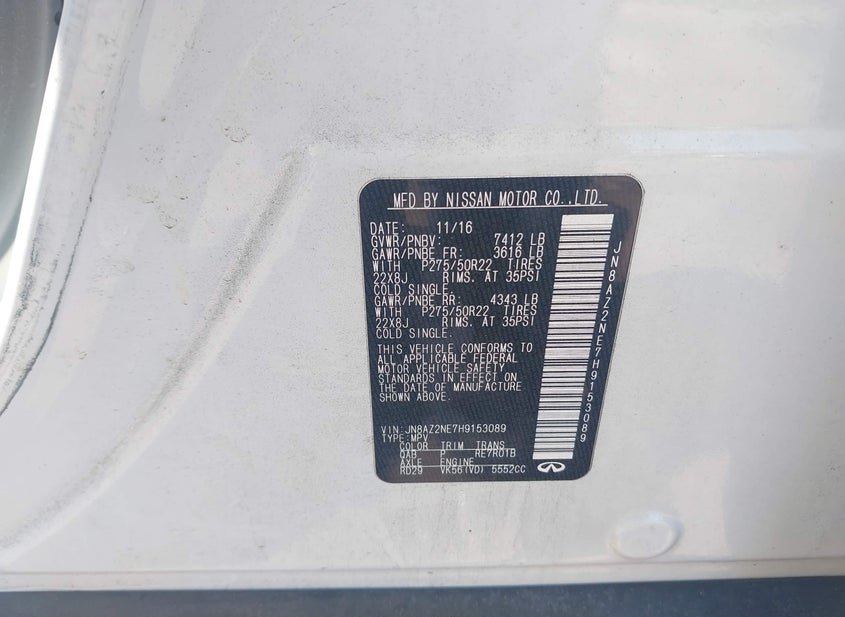 MFD BY NISSAN MOTOR CO.,LTD.
DATE: 11/16
GVWR/PNBV: 7412 LB
GAWR/PNBE FR: 3616 LB
WITH P275/50R22 TIRES
22X8J RIMS. AT 35PSI
COLD SINGLE.
GAWR/PNBE RR: 4343 LB
WITH P275/50R22 TIRES
22X8J RIMS. AT 35PSI
COLD SINGLE.
THIS VEHICLE CONFORMS TO
ALL APPLICABLE FEDERAL
MOTOR VEHICLE SAFETY
STANDARDS IN EFFECT ON
THE DATE OF MANUFACTURE
SHOWN ABOVE.
VIN:JN8AZ2NE7H9153089
TYPE:MPV
COLOR TRIM TRANS
QAB P RE7R01B
AXLE ENGINE
RD29 VK56(VD) 5552CC
JN8AZ2NE7H9153089